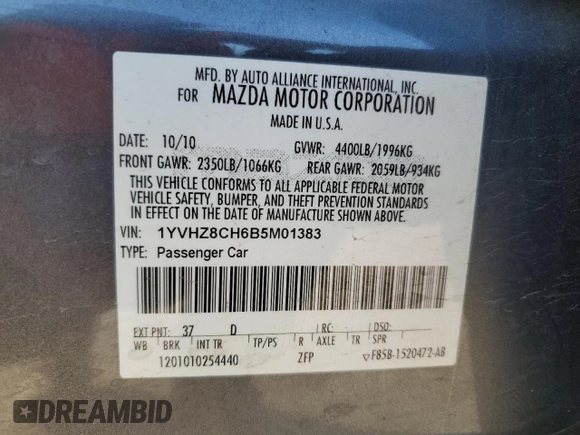 MFD. BY AUTO ALLIANCE INTERNATIONAL, INC.
FOR MAZDA MOTOR CORPORATION
MADE IN U.S.A.
DATE: 10/10 GVWR: 4400LB/1996KG
FRONT GAWR: 2350LB/1066KG REAR GAWR: 2059LB/934KG
THIS VEHICLE CONFORMS TO ALL APPLICABLE FEDERAL MOTOR
VEHICLE SAFETY, BUMPER, AND THEFT PREVENTION STANDARDS
IN EFFECT ON THE DATE OF MANUFACTURE SHOWN ABOVE.
VIN: 1YVHZ8CH6B5M01383
TYPE: Passenger Car
EXT PNT: 37 D RC: DSO:
WB BRK INT TR TP/PS R AXLE TR SPR
1201010254440 ZFP F85B-1520472-AB
DREAMBID